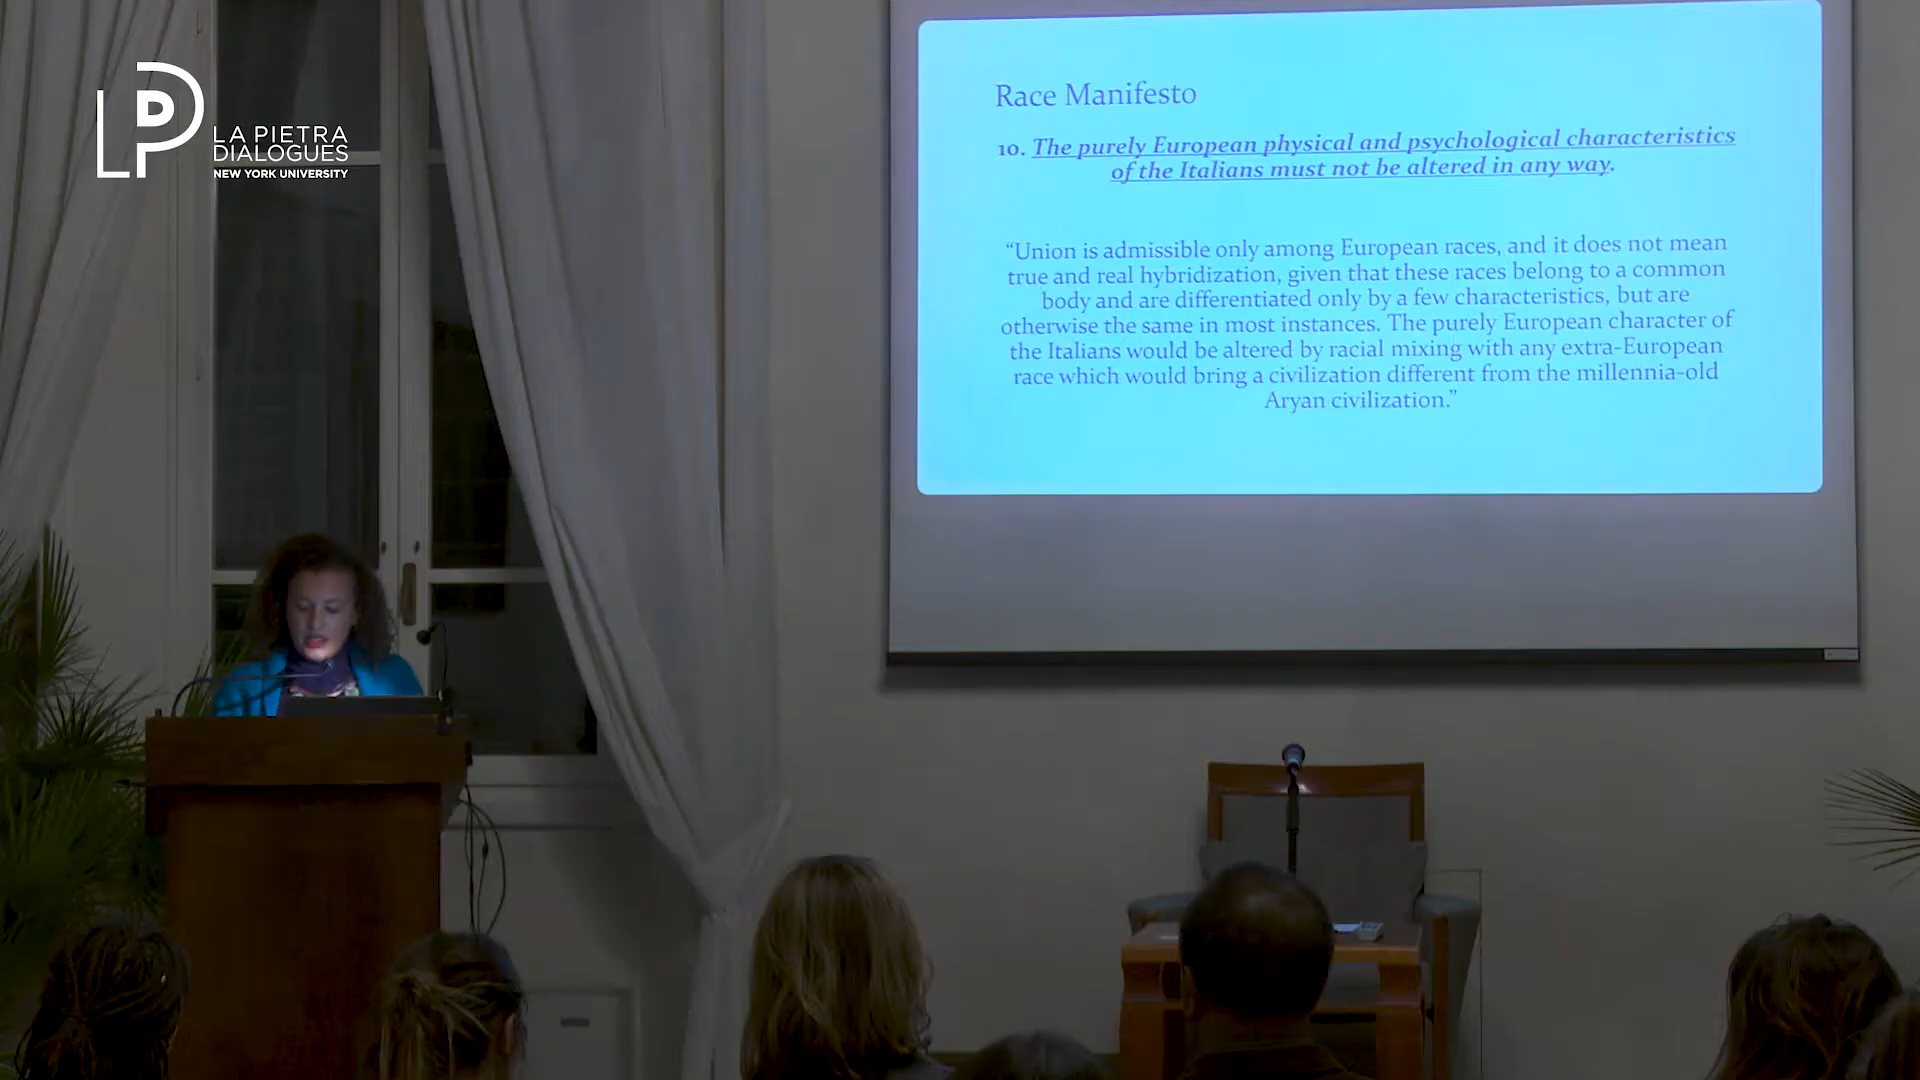 LP
LA PIETRA
DIALOGUES
NEW YORK UNIVERSITY
Race Manifesto
10. The purely European physical and psychological characteristics
of the Italians must not be altered in any way.
“Union is admissible only among European races, and it does not mean
true and real hybridization, given that these races belong to a common
body and are differentiated only by a few characteristics, but are
otherwise the same in most instances. The purely European character of
the Italians would be altered by racial mixing with any extra-European
race which would bring a civilization different from the millennia-old
Aryan civilization.”